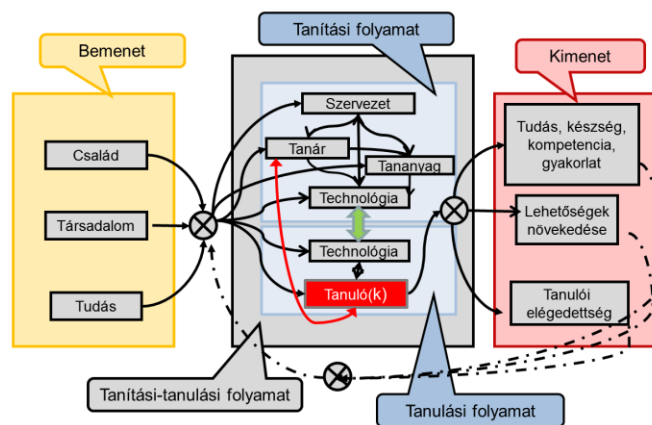 Tanítási folyamat
Bemenet
Kimenet
Szervezet
Tanár
Tananyag
Technológia
Technológia
Tanuló(k)
Család
Társadalom
Tudás
Tudás, készség,
kompetencia,
gyakorlat
Lehetőségek
növekedése
Tanulói
elégedettség
Tanítási-tanulási folyamat
Tanulási folyamat